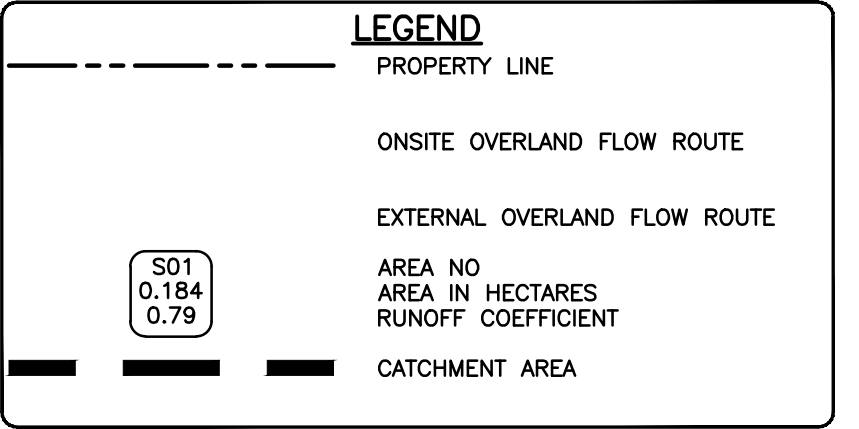 LEGEND
PROPERTY LINE
ONSITE OVERLAND FLOW ROUTE
EXTERNAL OVERLAND FLOW ROUTE
S01 AREA NO
0.184 AREA IN HECTARES
0.79 RUNOFF COEFFICIENT
CATCHMENT AREA